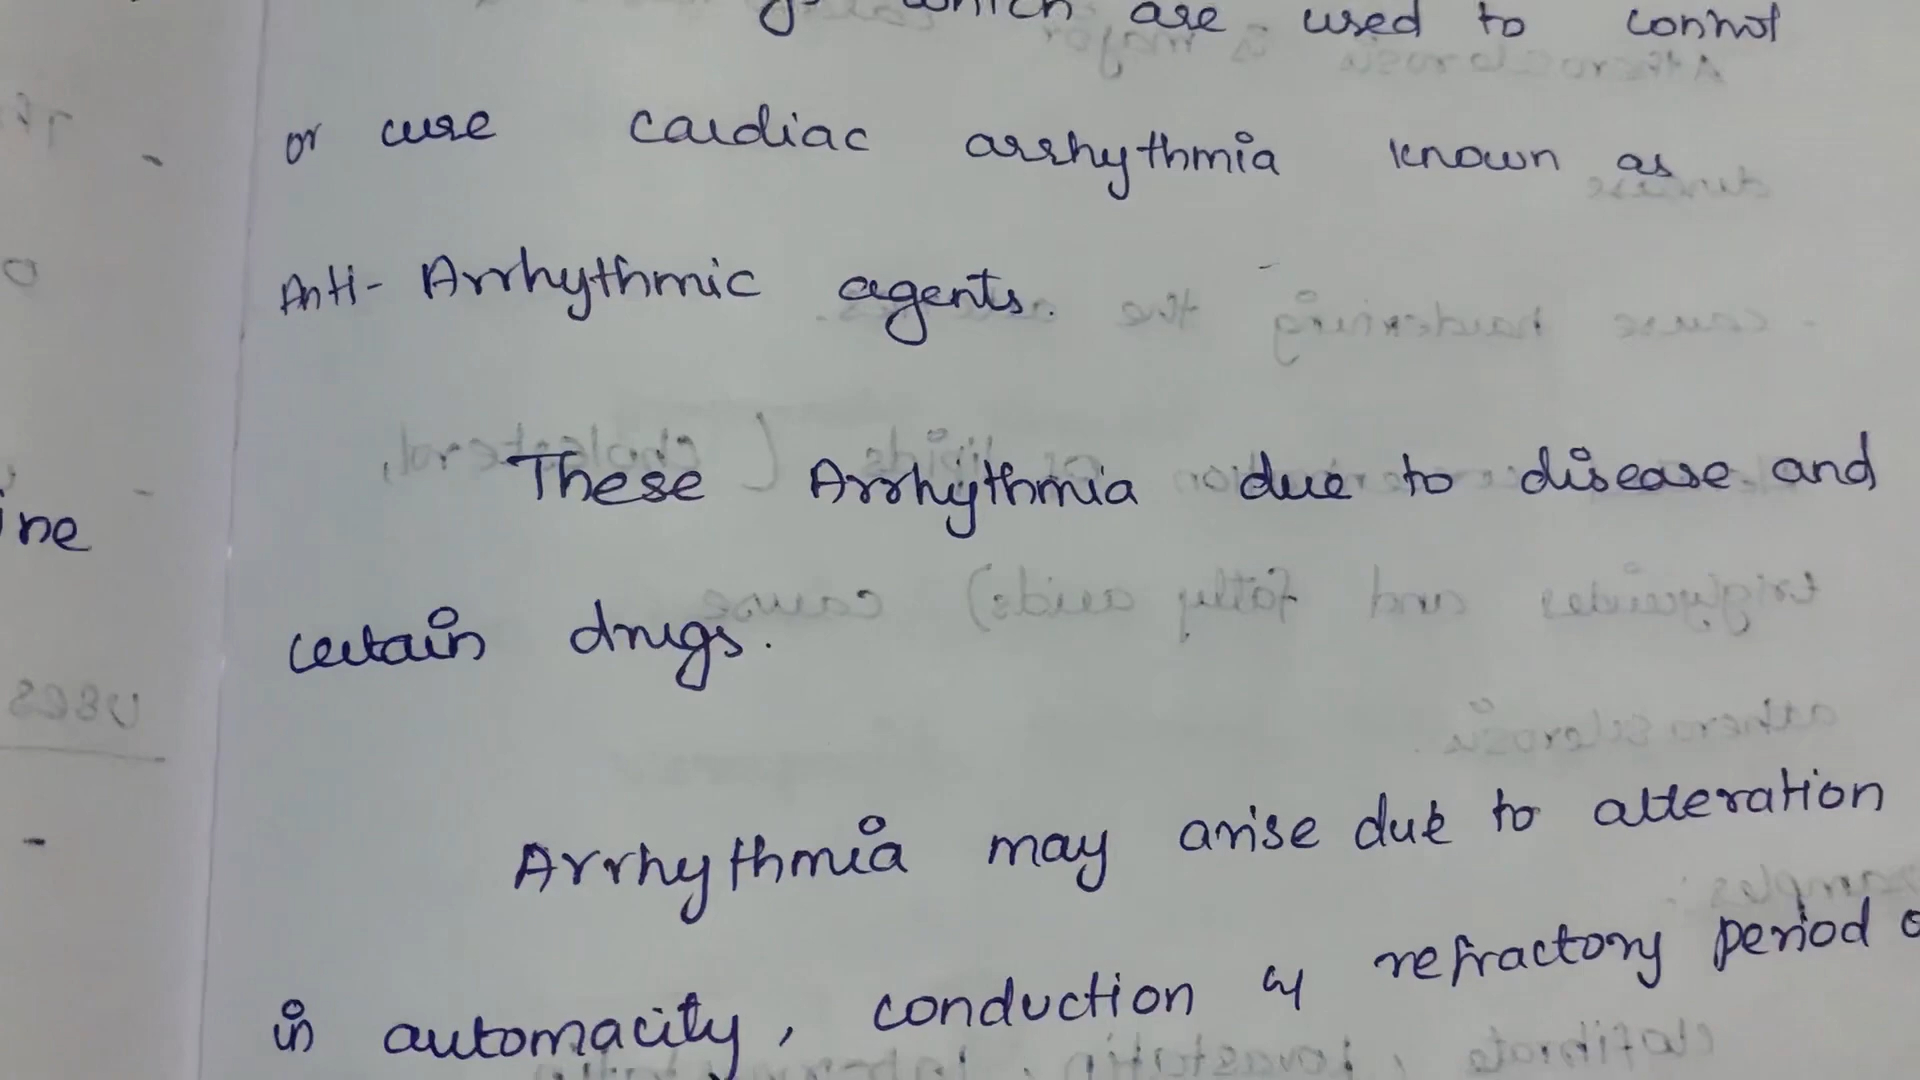 which are used to control
or cure cardiac arrhythmia known as
Anti- Arrhythmic agents.
These Arrhythmia due to disease and
certain drugs.
Arrhythmia may arise due to alteration
in automacity, conduction & refractory period
ine